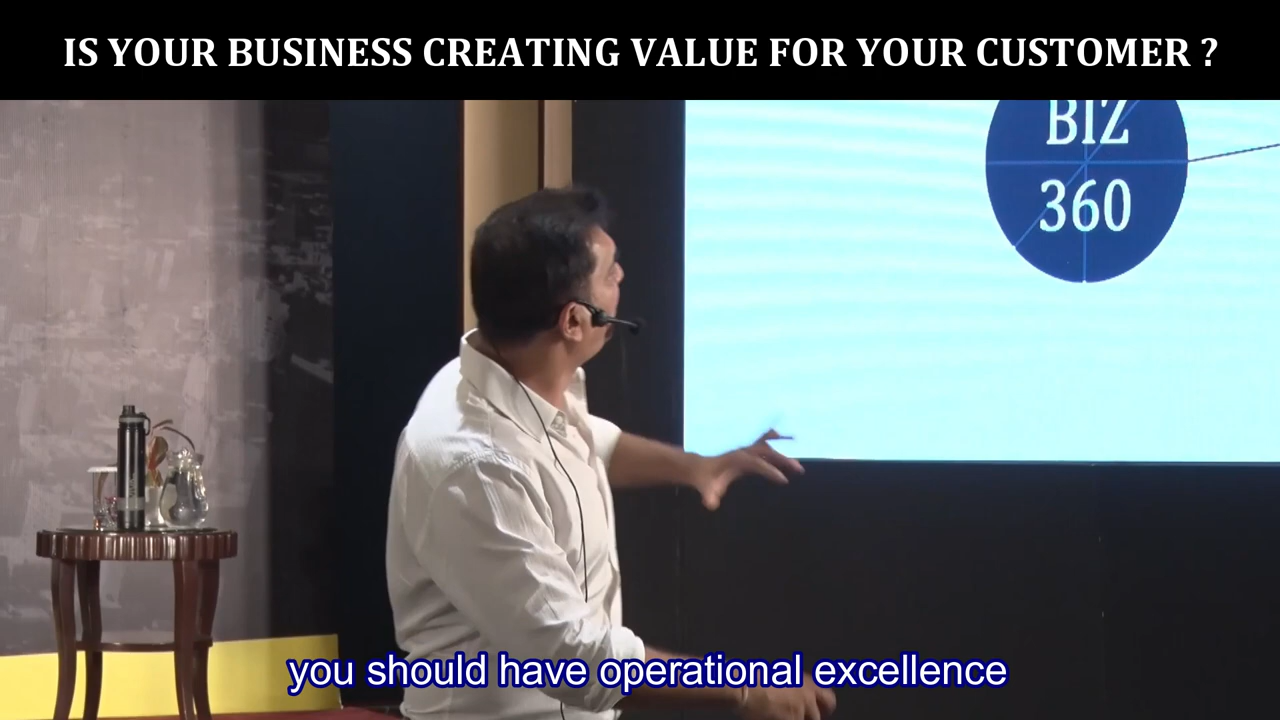 IS YOUR BUSINESS CREATING VALUE FOR YOUR CUSTOMER ?
BIZ
360
you should have operational excellence